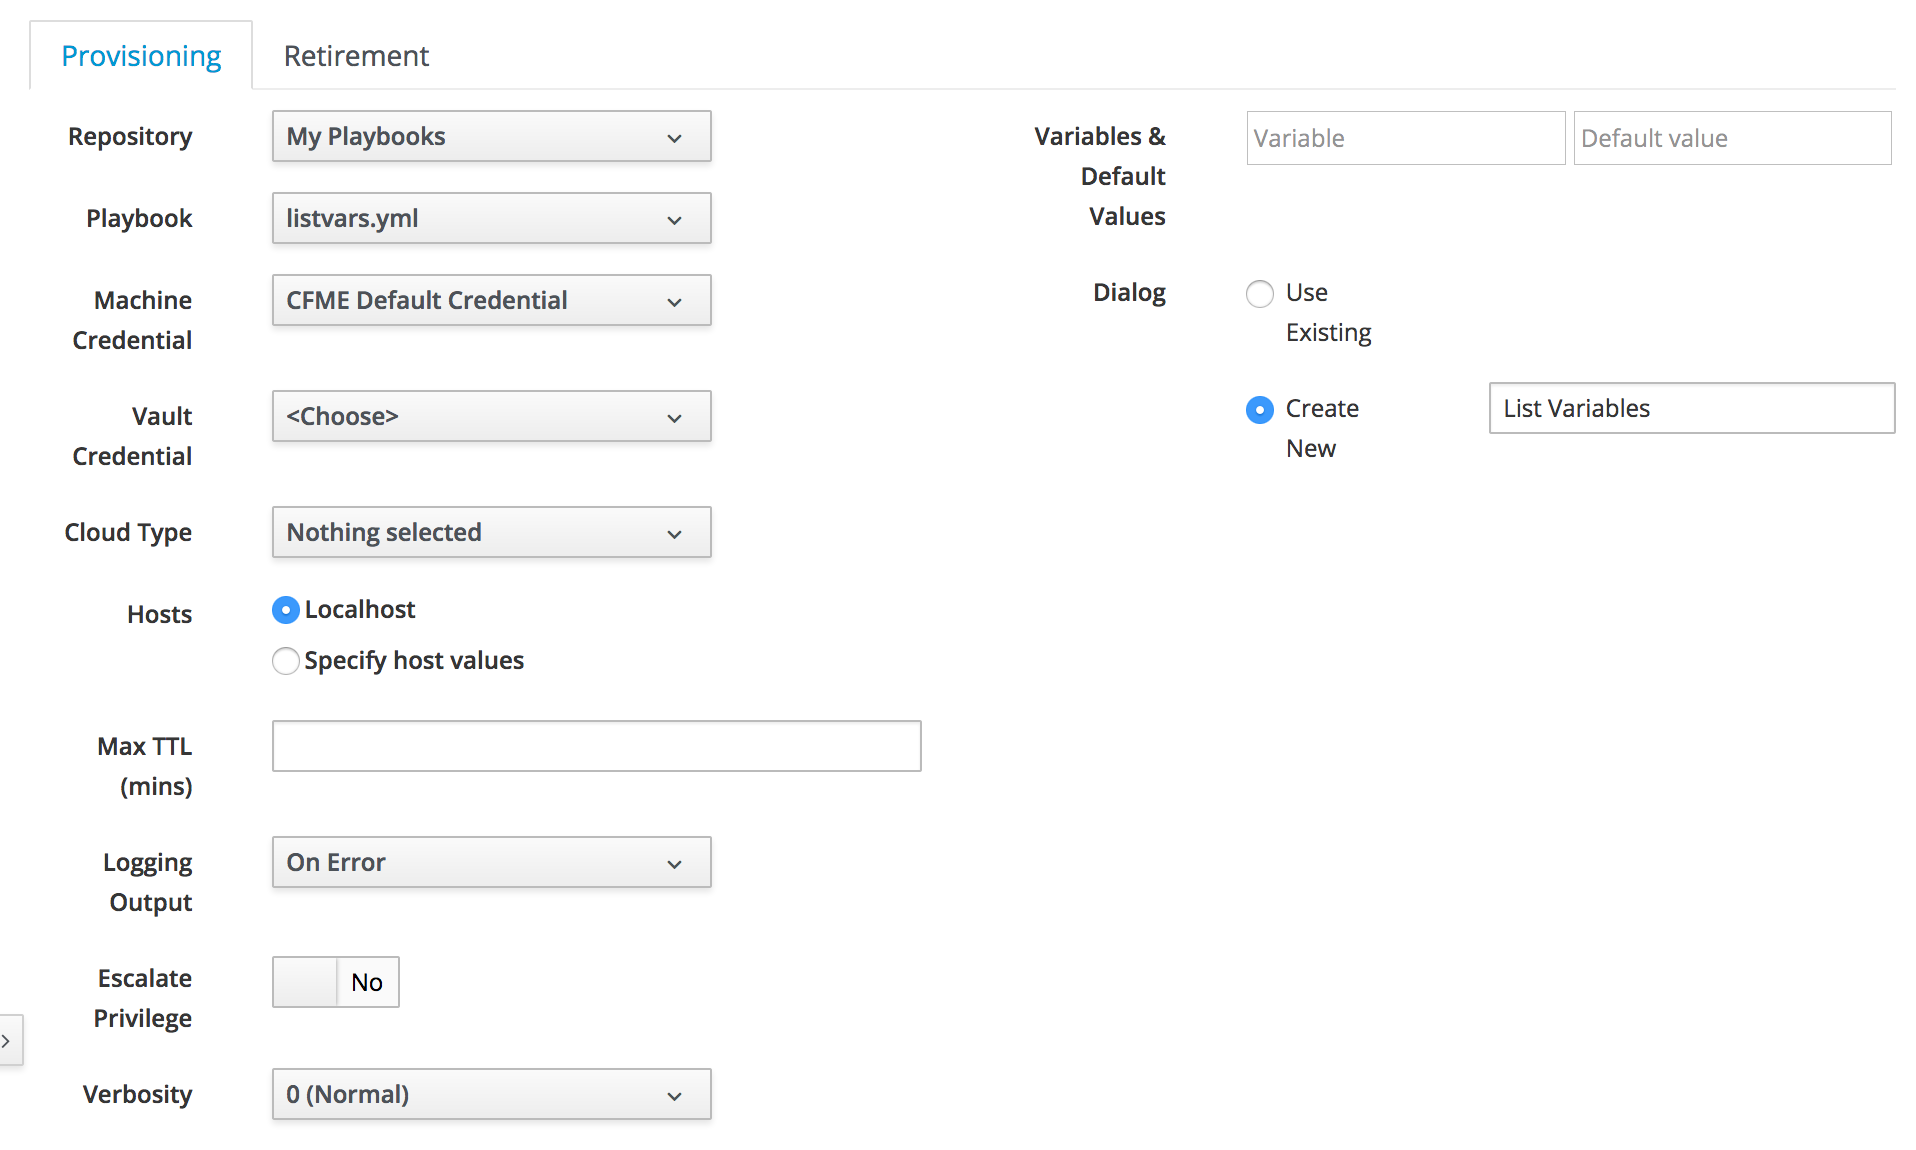 Provisioning
Retirement
Repository
My Playbooks
Playbook
listvars.yml
Machine
Credential
CFME Default Credential
Vault
Credential
<Choose>
Cloud Type
Nothing selected
Hosts
Localhost
Specify host values
Max TTL
(mins)
Logging
Output
On Error
Escalate
Privilege
No
Verbosity
0 (Normal)
Variables &
Default
Values
Variable
Default value
Dialog
Use
Existing
Create
New
List Variables